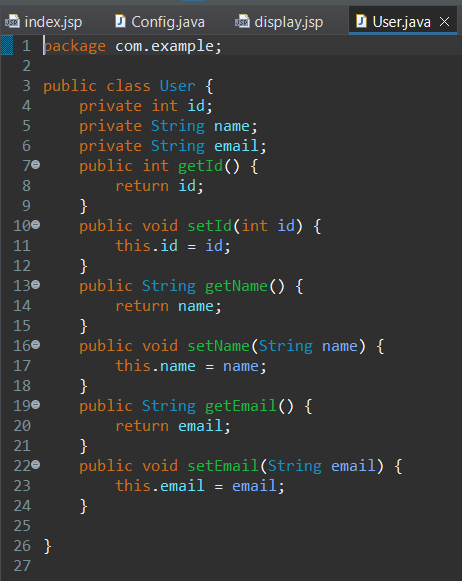 index.jsp Config.java display.jsp User.java
1 package com.example;
2
3 public class User {
4     private int id;
5     private String name;
6     private String email;
7     public int getId() {
8         return id;
9     }
10     public void setId(int id) {
11         this.id = id;
12     }
13     public String getName() {
14         return name;
15     }
16     public void setName(String name) {
17         this.name = name;
18     }
19     public String getEmail() {
20         return email;
21     }
22     public void setEmail(String email) {
23         this.email = email;
24     }
25
26 }
27